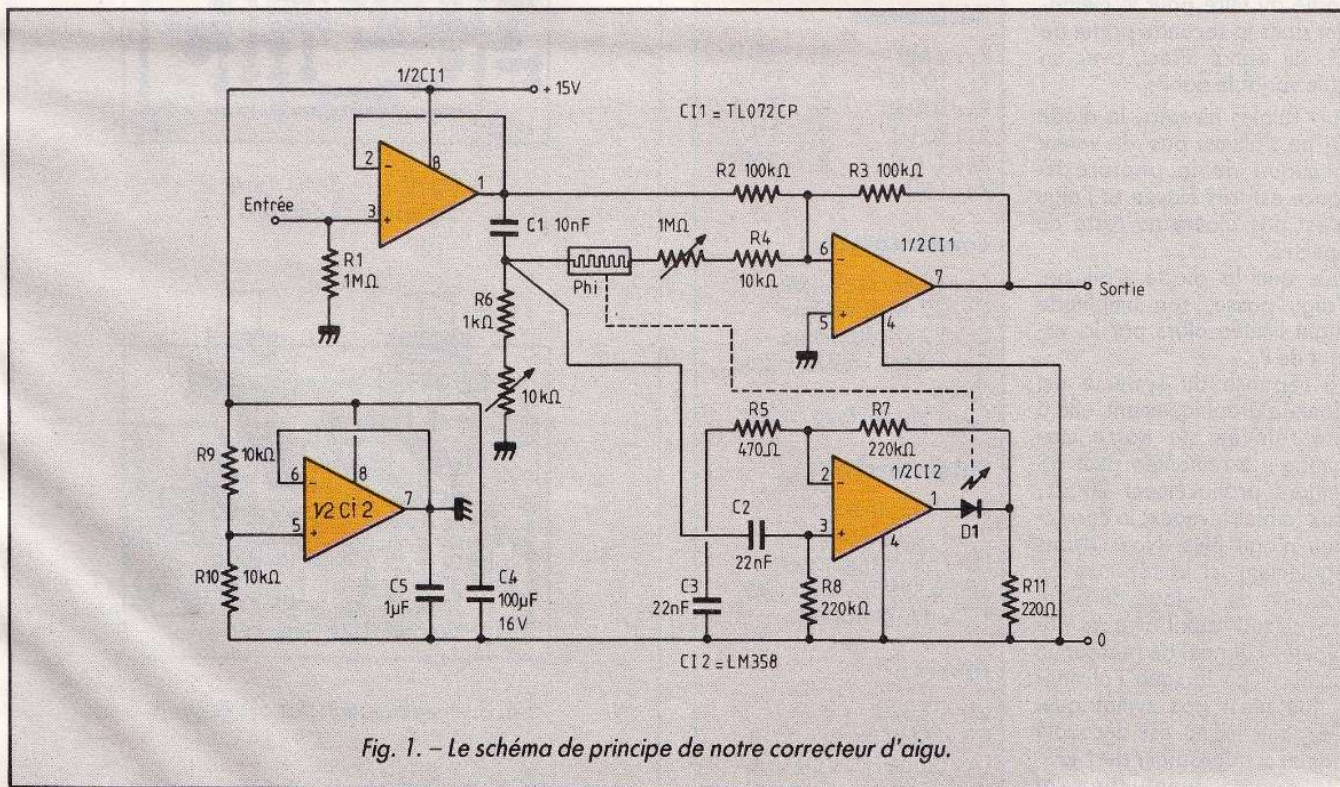 1/2CI1
+ 15V
CI1 = TL072CP
2
8
1
3
Entrée
R1
1MΩ
C1 10nF
R2 100kΩ
R3 100kΩ
1MΩ
R4
10kΩ
Phi
6
1/2CI1
7
5
4
Sortie
R6
1kΩ
10kΩ
R9
10kΩ
6
8
1/2 Ci 2
7
5
R10
10kΩ
C5
1µF
C4
100µF
16V
R5
470Ω
R7
220kΩ
1/2CI2
2
1
D1
3
4
C2
22nF
C3
22nF
R8
220kΩ
R11
220Ω
0
CI2 = LM358
Fig. 1. – Le schéma de principe de notre correcteur d'aigu.